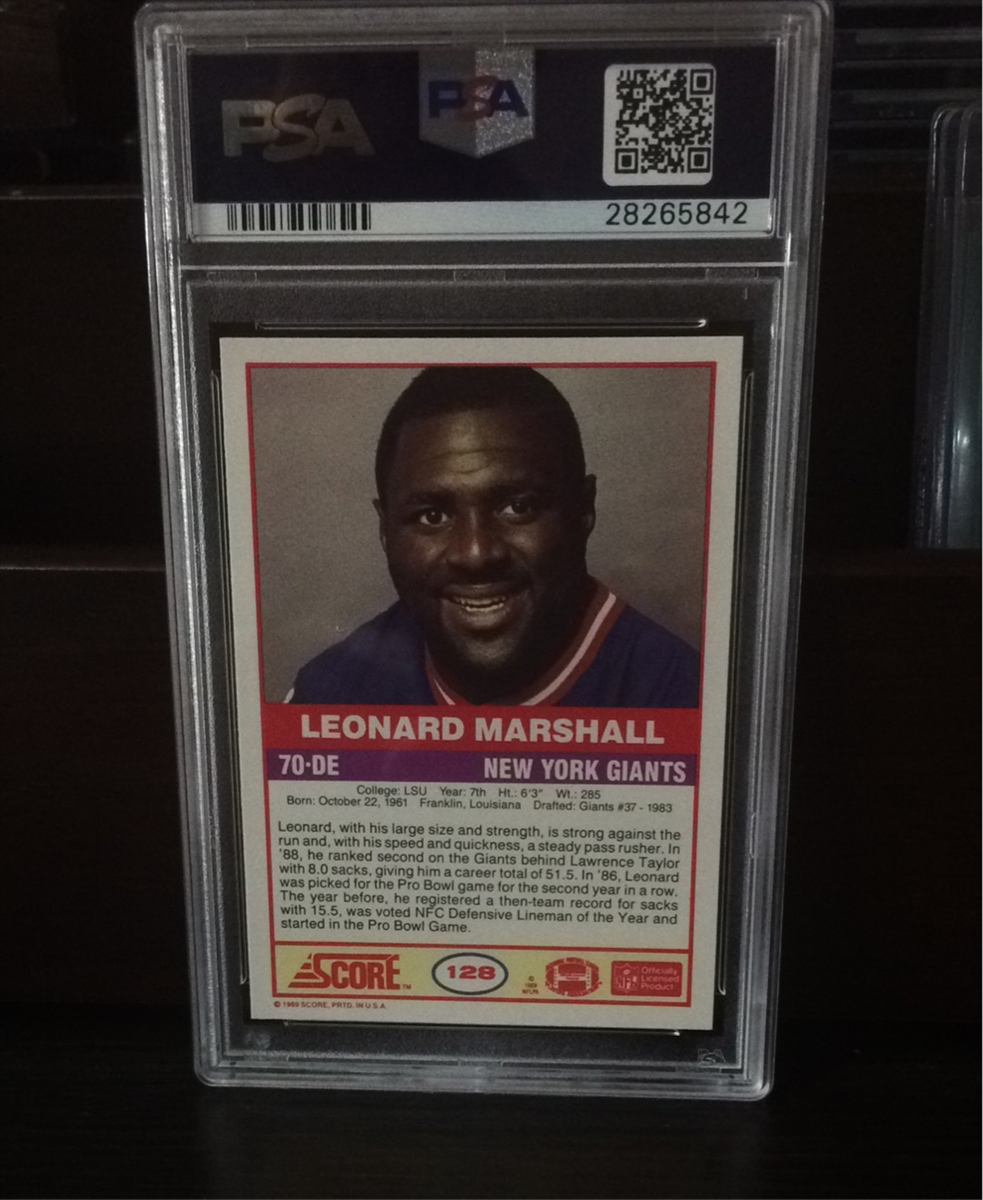 PSA
PSA
28265842
LEONARD MARSHALL
70·DE NEW YORK GIANTS
College: LSU Year: 7th Ht.: 6'3" Wt.: 285
Born: October 22, 1961 Franklin, Louisiana Drafted: Giants #37 - 1983
Leonard, with his large size and strength, is strong against the
run and, with his speed and quickness, a steady pass rusher. In
'88, he ranked second on the Giants behind Lawrence Taylor
with 8.0 sacks, giving him a career total of 51.5. In '86, Leonard
was picked for the Pro Bowl game for the second year in a row.
The year before, he registered a then-team record for sacks
with 15.5, was voted NFC Defensive Lineman of the Year and
started in the Pro Bowl Game.
SCORE™ 128 © 1989 NFLPA NFL Officially
Licensed
Product
© 1989 SCORE, PRTD. IN U.S.A.
PSA